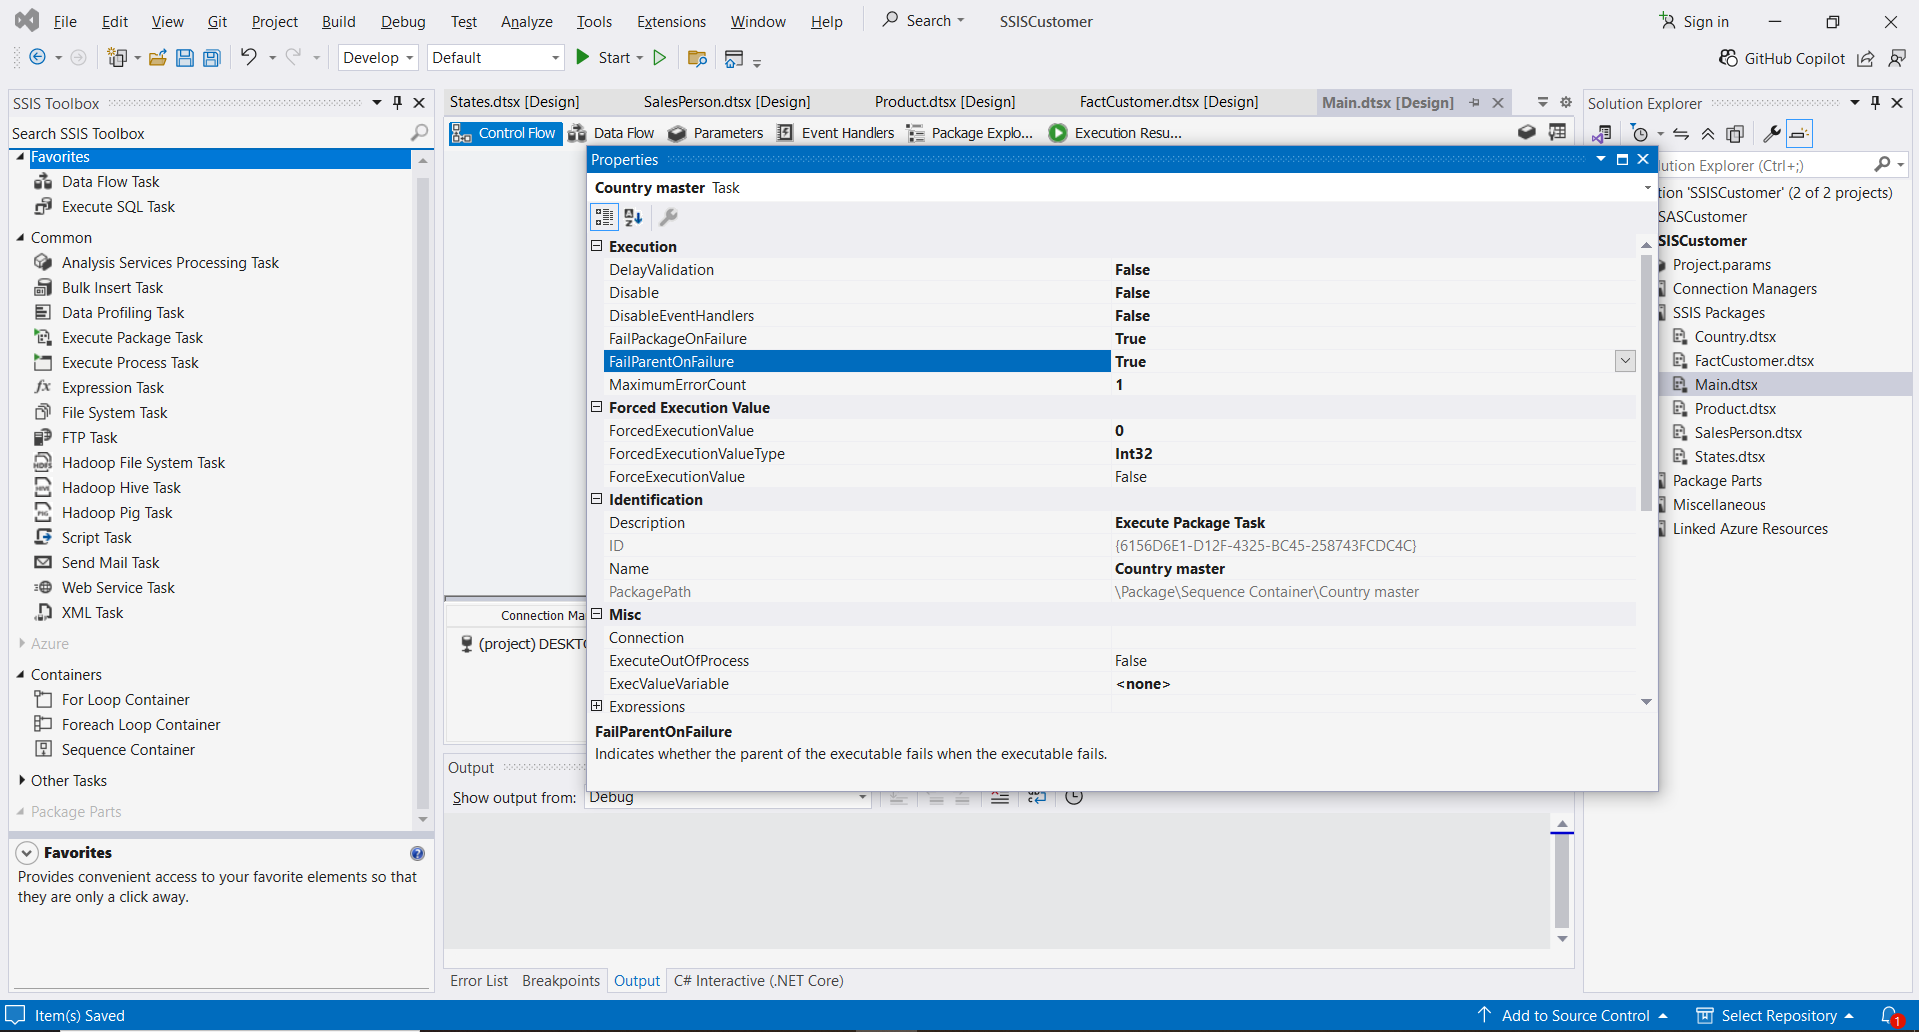 File Edit View Git Project Build Debug Test Analyze Tools Extensions Window Help Search SSISCustomer Sign in
Develop Default Start GitHub Copilot
SSIS Toolbox
Search SSIS Toolbox
Favorites
Data Flow Task
Execute SQL Task
Common
Analysis Services Processing Task
Bulk Insert Task
Data Profiling Task
Execute Package Task
Execute Process Task
Expression Task
File System Task
FTP Task
Hadoop File System Task
Hadoop Hive Task
Hadoop Pig Task
Script Task
Send Mail Task
Web Service Task
XML Task
Azure
Containers
For Loop Container
Foreach Loop Container
Sequence Container
Other Tasks
Package Parts
Favorites
Provides convenient access to your favorite elements so that
they are only a click away.
States.dtsx [Design] SalesPerson.dtsx [Design] Product.dtsx [Design] FactCustomer.dtsx [Design] Main.dtsx [Design]
Control Flow Data Flow Parameters Event Handlers Package Explo... Execution Resu...
Properties
Country master Task
Execution
DelayValidation False
Disable False
DisableEventHandlers False
FailPackageOnFailure True
FailParentOnFailure True
MaximumErrorCount 1
Forced Execution Value
ForcedExecutionValue 0
ForcedExecutionValueType Int32
ForceExecutionValue False
Identification
Description Execute Package Task
ID {6156D6E1-D12F-4325-BC45-258743FCDC4C}
Name Country master
PackagePath \Package\Sequence Container\Country master
Misc
Connection
ExecuteOutOfProcess False
ExecValueVariable <none>
Expressions
FailParentOnFailure
Indicates whether the parent of the executable fails when the executable fails.
Connection Ma
(project) DESKTO
Output
Show output from: Debug
Error List Breakpoints Output C# Interactive (.NET Core)
Solution Explorer
lution Explorer (Ctrl+;)
tion 'SSISCustomer' (2 of 2 projects)
SASCustomer
SISCustomer
Project.params
Connection Managers
SSIS Packages
Country.dtsx
FactCustomer.dtsx
Main.dtsx
Product.dtsx
SalesPerson.dtsx
States.dtsx
Package Parts
Miscellaneous
Linked Azure Resources
Item(s) Saved Add to Source Control Select Repository 1